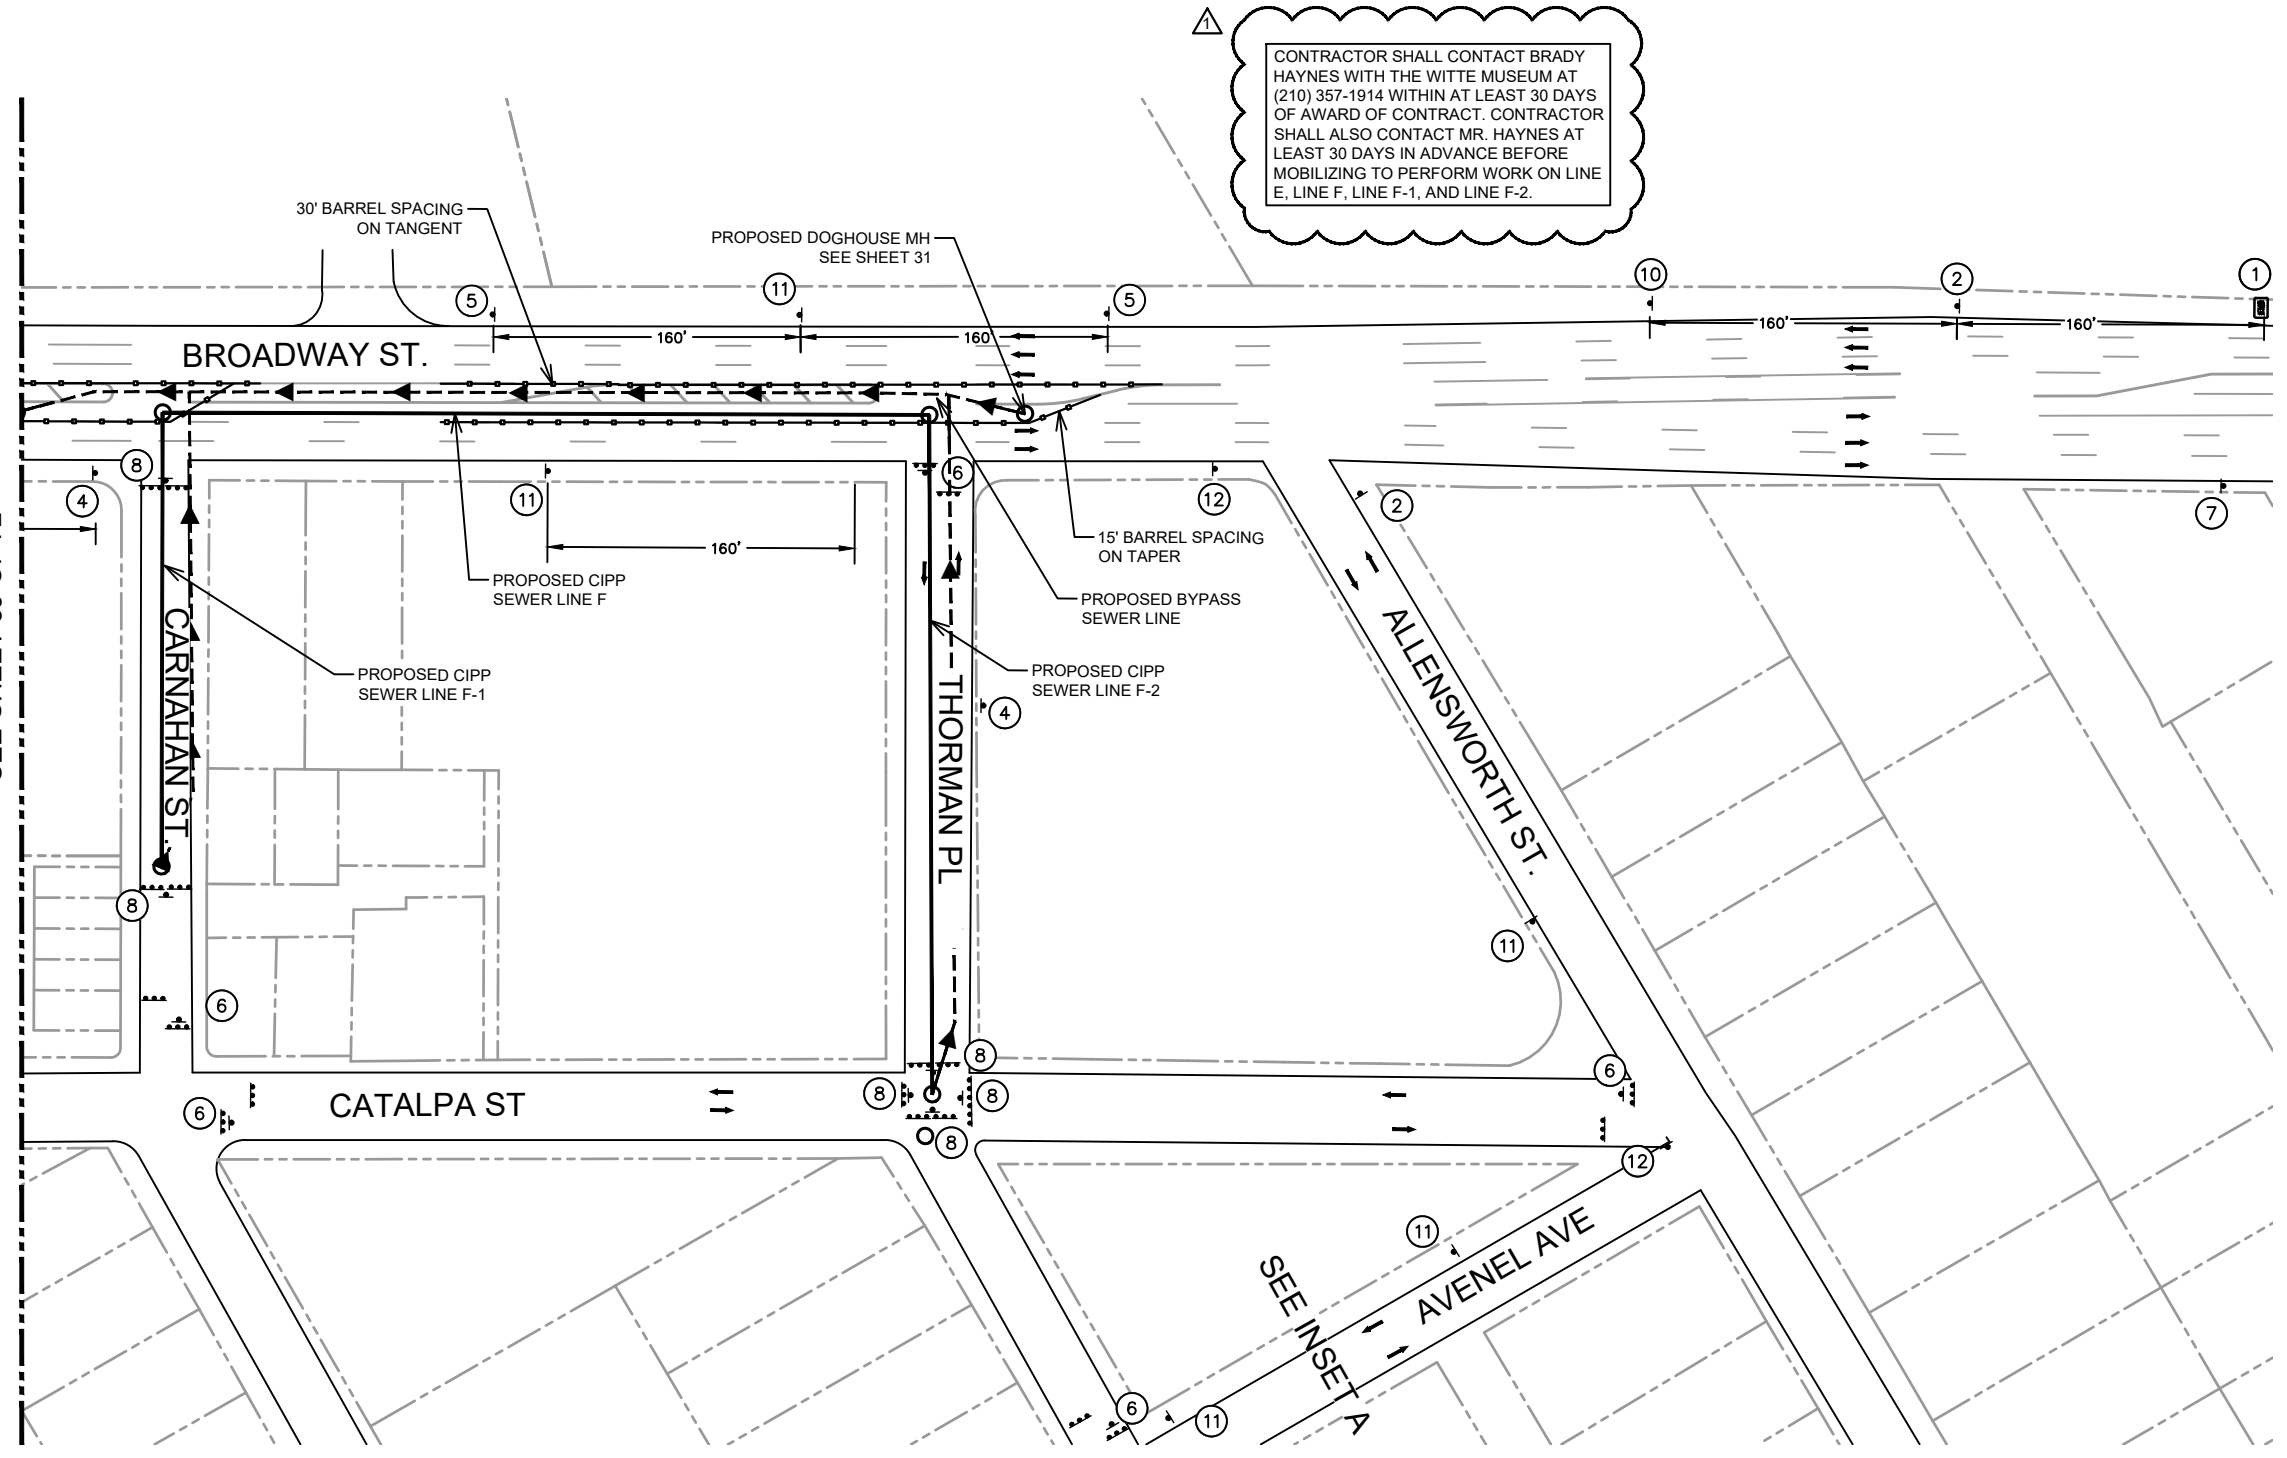 1
CONTRACTOR SHALL CONTACT BRADY
HAYNES WITH THE WITTE MUSEUM AT
(210) 357-1914 WITHIN AT LEAST 30 DAYS
OF AWARD OF CONTRACT. CONTRACTOR
SHALL ALSO CONTACT MR. HAYNES AT
LEAST 30 DAYS IN ADVANCE BEFORE
MOBILIZING TO PERFORM WORK ON LINE
E, LINE F, LINE F-1, AND LINE F-2.
30' BARREL SPACING
ON TANGENT
PROPOSED DOGHOUSE MH
SEE SHEET 31
5
11
5
10
2
1
160'
160'
160'
160'
BROADWAY ST.
8
4
11
6
12
2
7
160'
15' BARREL SPACING
ON TAPER
PROPOSED CIPP
SEWER LINE F
PROPOSED BYPASS
SEWER LINE
PROPOSED CIPP
SEWER LINE F-1
PROPOSED CIPP
SEWER LINE F-2
4
CARNAHAN ST.
THORMAN PL
ALLENSWORTH ST.
8
11
6
8
6
8
8
6
CATALPA ST
8
12
11
AVENEL AVE
SEE INSET A
6
11